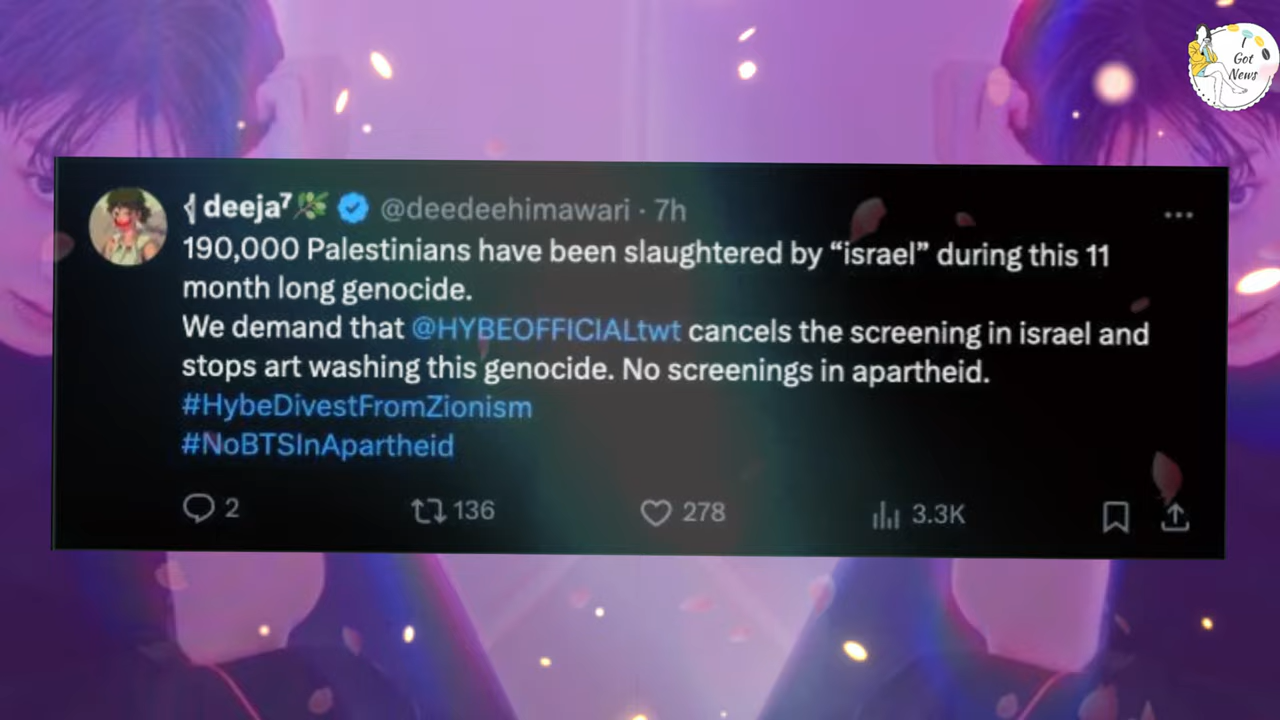 I
Got
News
deeja⁷🌿 @deedeehimawari · 7h
190,000 Palestinians have been slaughtered by “israel” during this 11
month long genocide.
We demand that @HYBEOFFICIALtwt cancels the screening in israel and
stops art washing this genocide. No screenings in apartheid.
#HybeDivestFromZionism
#NoBTSInApartheid
2 136 278 3.3K